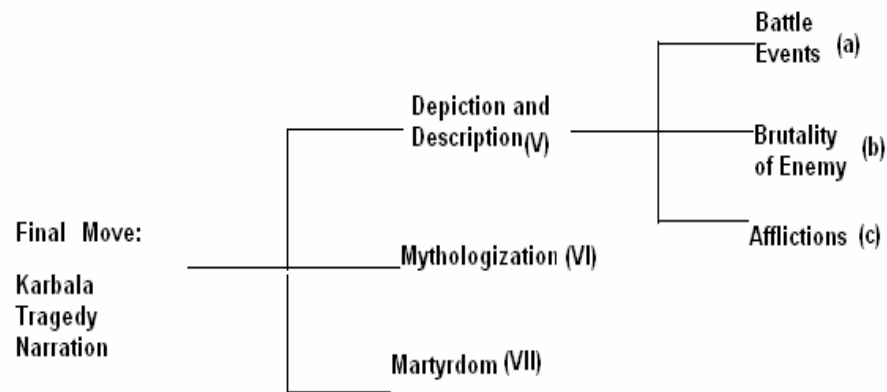 Final Move:
Karbala
Tragedy
Narration
Depiction and
Description(V)
Mythologization (VI)
Martyrdom (VII)
Battle
Events (a)
Brutality
of Enemy (b)
Afflictions (c)